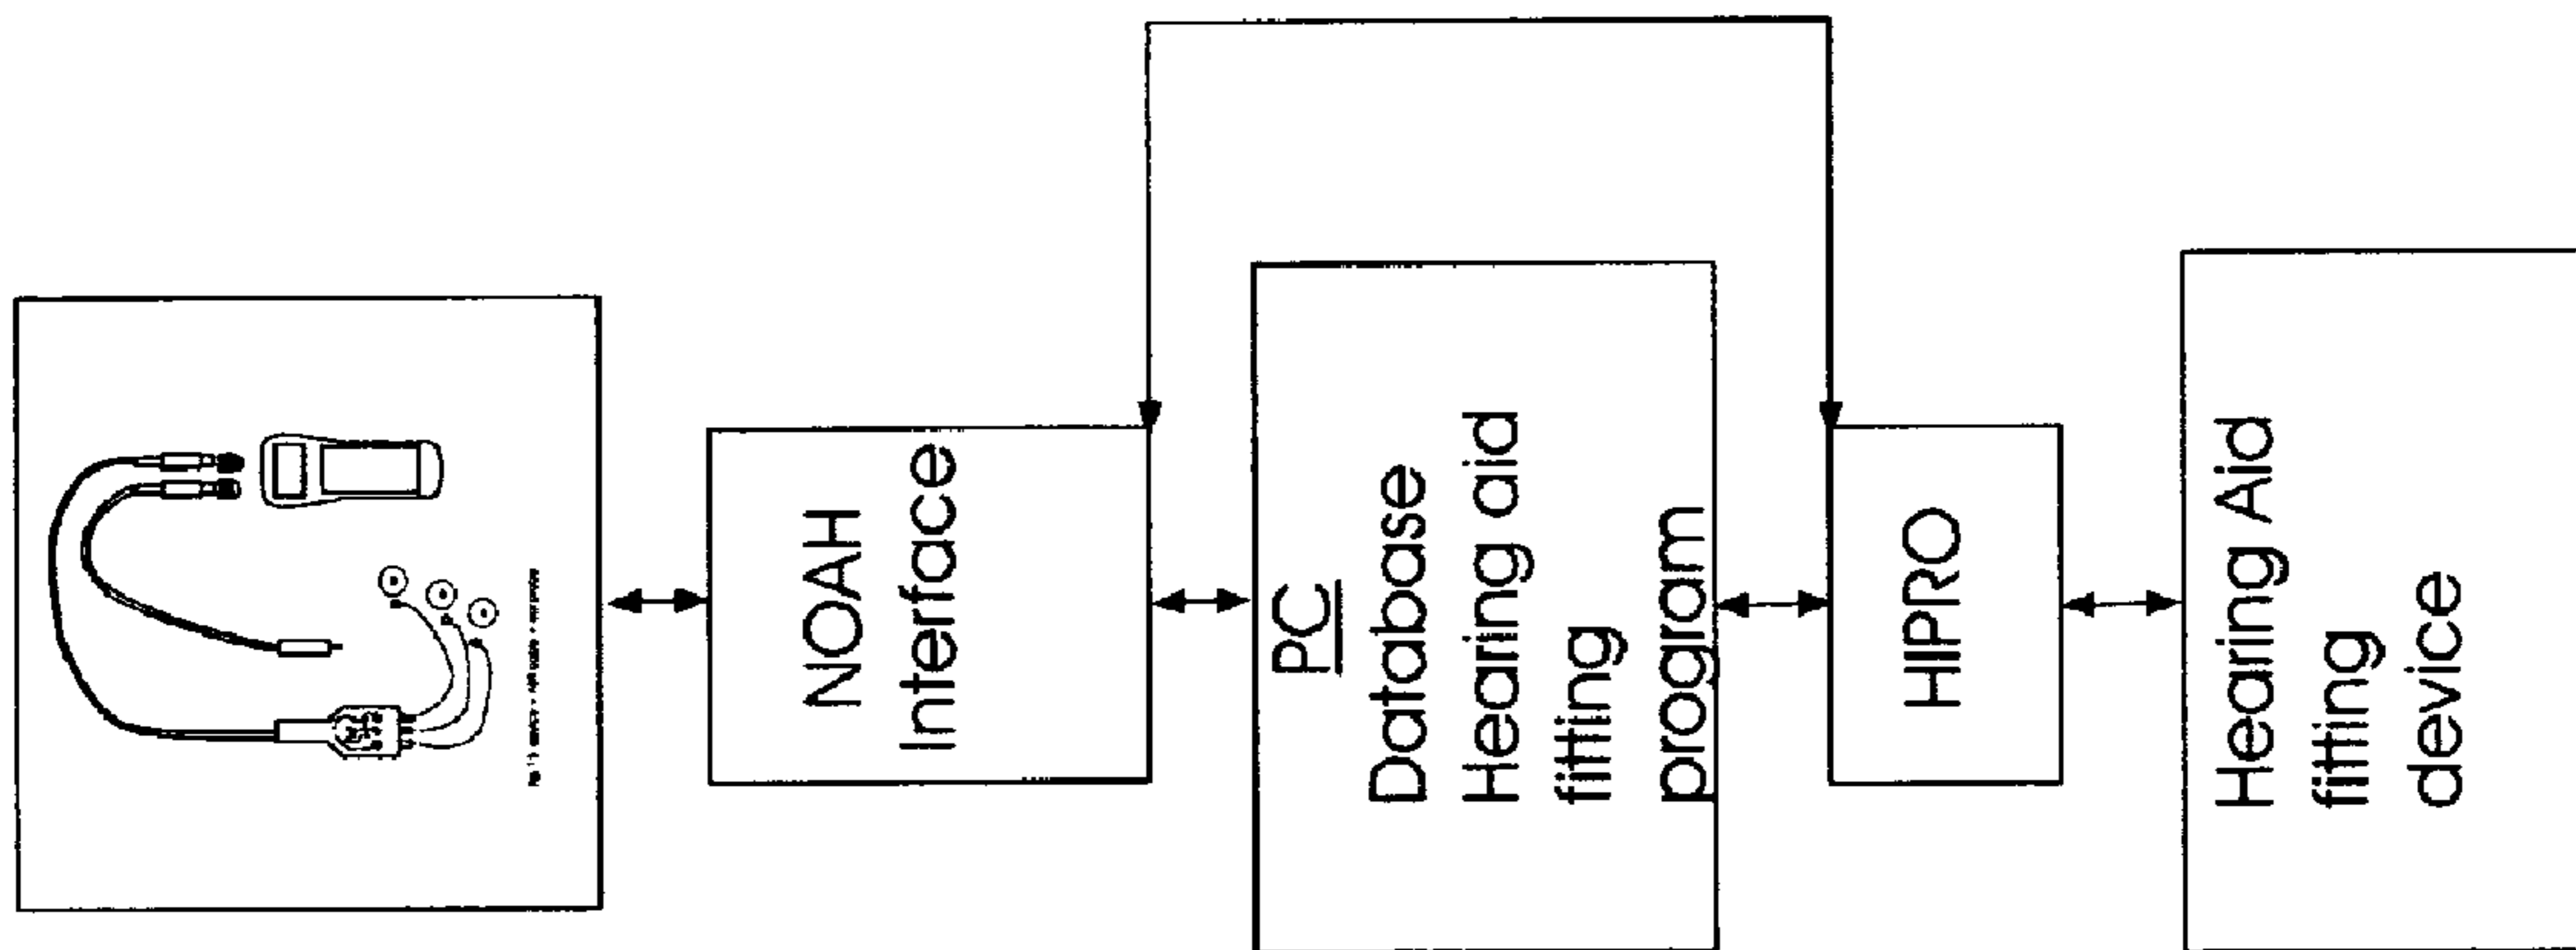 NOAH
Interface
PC
Database
Hearing aid
fitting
program
HIPRO
Hearing Aid
fitting
device